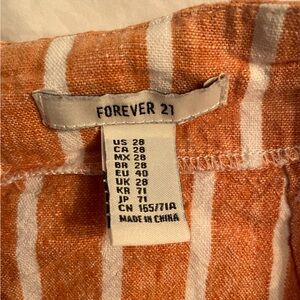 FOREVER 21
US 28
CA 28
MX 28
BR 28
EU 40
UK 28
KR 71
JP 71
CN 165/71A
MADE IN CHINA